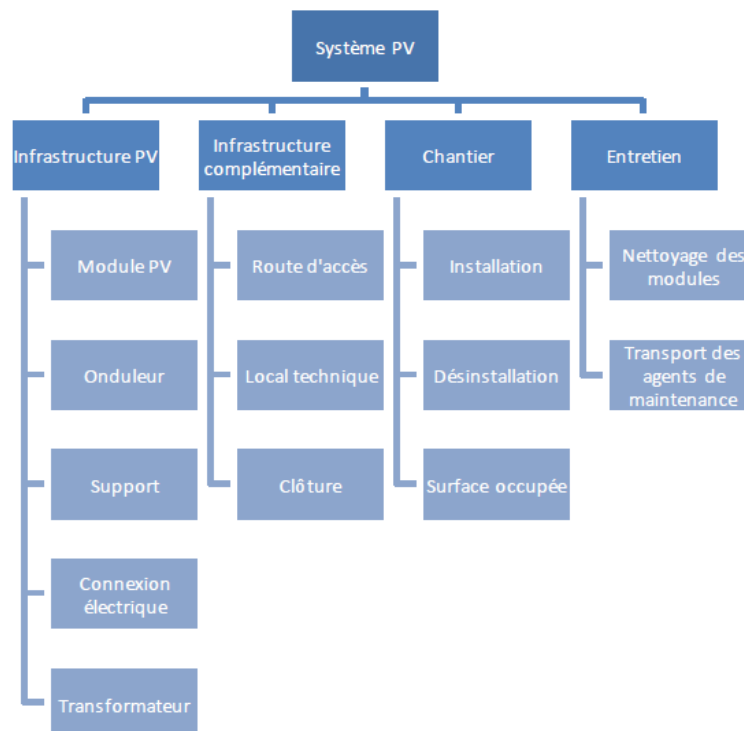 Système PV
Infrastructure PV
Infrastructure
complémentaire
Chantier
Entretien
Module PV
Route d'accès
Installation
Nettoyage des
modules
Onduleur
Local technique
Désinstallation
Transport des
agents de
maintenance
Support
Clôture
Surface occupée
Connexion
électrique
Transformateur